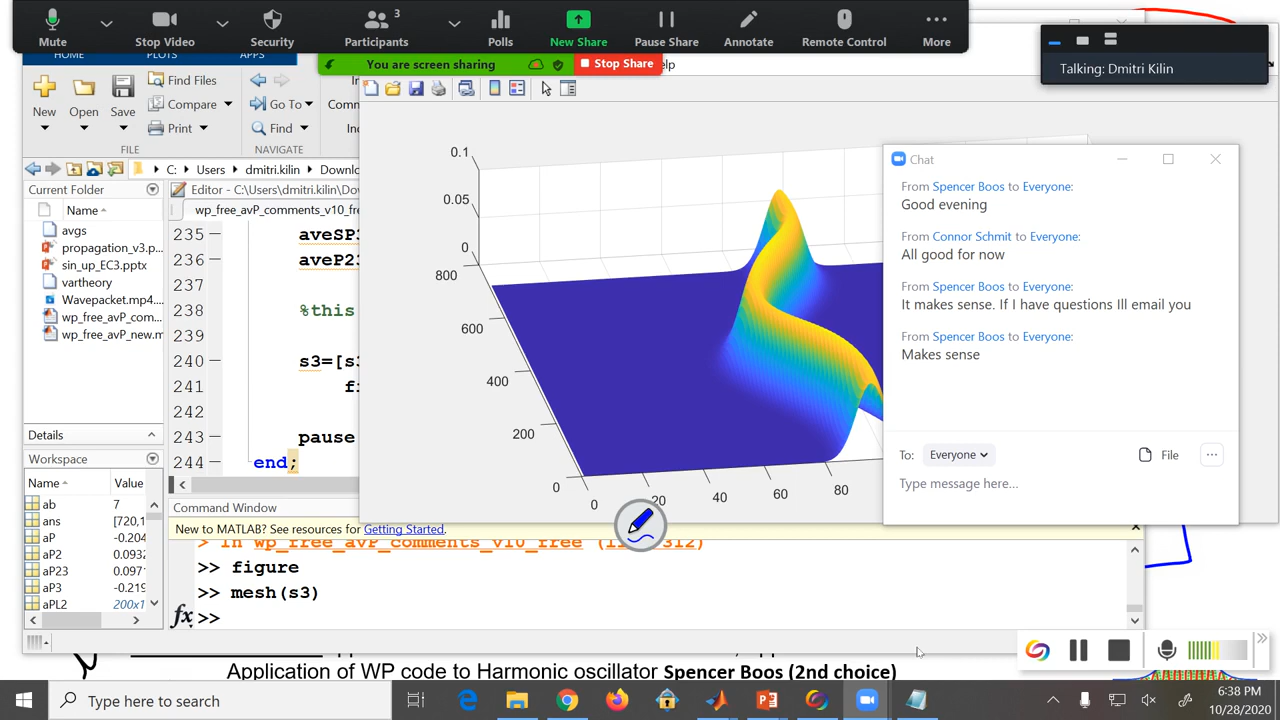 Mute
Stop Video
Security
Participants
3
Polls
New Share
Pause Share
Annotate
Remote Control
More
You are screen sharing
Stop Share
Talking: Dmitri Kilin
HOME
PLOTS
APPS
New
Open
Save
Find Files
Compare
Print
Go To
Find
FILE
NAVIGATE
C: Users dmitri.kilin
Current Folder
Name
avgs
propagation_v3.p...
sin_up_EC3.pptx
vartheory
Wavepacket.mp4....
wp_free_avP_com...
wp_free_avP_new.m
Details
Workspace
Name Value
ab 7
ans [720,1
aP -0.204
aP2 0.0932
aP23 0.0971
aP3 -0.219
aPL2 200x1
235
236
237
238 %this
239
240
241
242
243 pause
244 end;
0.1
0.05
0
800
600
400
200
0
0
20
40
60
80
Chat
From Spencer Boos to Everyone:
Good evening
From Connor Schmit to Everyone:
All good for now
From Spencer Boos to Everyone:
It makes sense. If I have questions Ill email you
From Spencer Boos to Everyone:
Makes sense
To: Everyone
File
Type message here...
Command Window
New to MATLAB? See resources for Getting Started.
>> figure
>> mesh(s3)
fx >>
Application of WP code to Harmonic oscillator Spencer Boos (2nd choice)
Type here to search
6:38 PM
10/28/2020